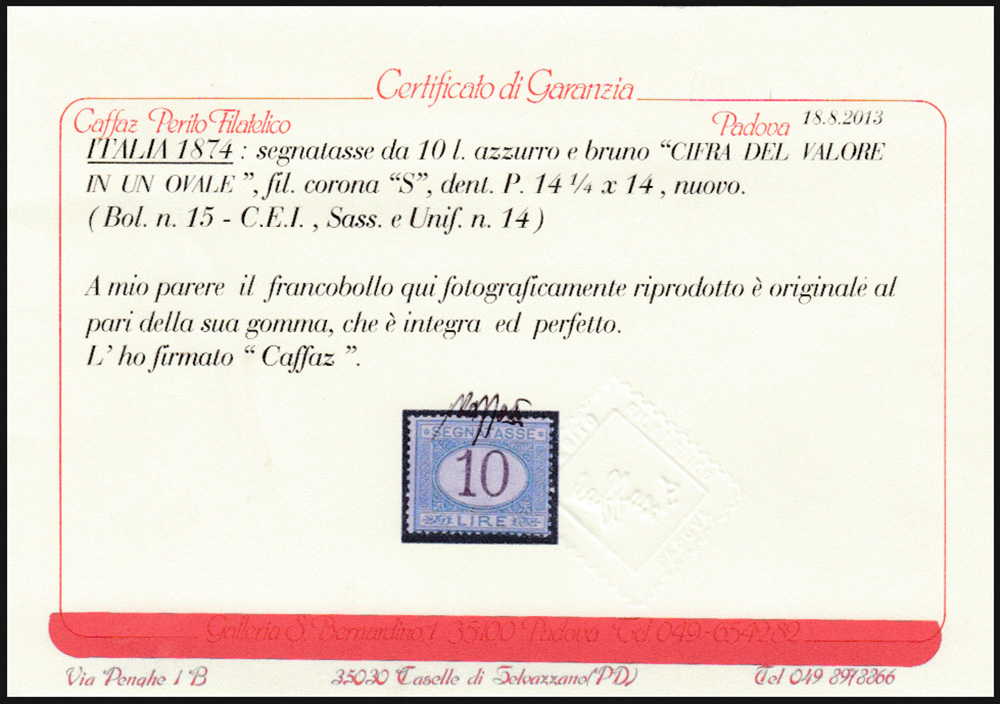 Certificato di Garanzia
Caffaz Perito Filatelico
Padova 18.8.2013
ITALIA 1874 : segnatasse da 10 l. azzurro e bruno “CIFRA DEL VALORE
IN UN OVALE ”, fil. corona “S”, dent. P. 14 ¼ x 14 , nuovo.
( Bol. n. 15 - C.E.I. , Sass. e Unif. n. 14 )
A mio parere il francobollo qui fotograficamente riprodotto è originale al
pari della sua gomma, che è integra ed perfetto.
L’ ho firmato “ Caffaz ”.
SEGNATASSE
10
LIRE
PADOVA
Galleria S. Bernardino, 1 35100 Padova Tel. 049-654282
Via Penghe 1 B 35030 Caselle di Selvazzano(PD) Tel 049 8978866